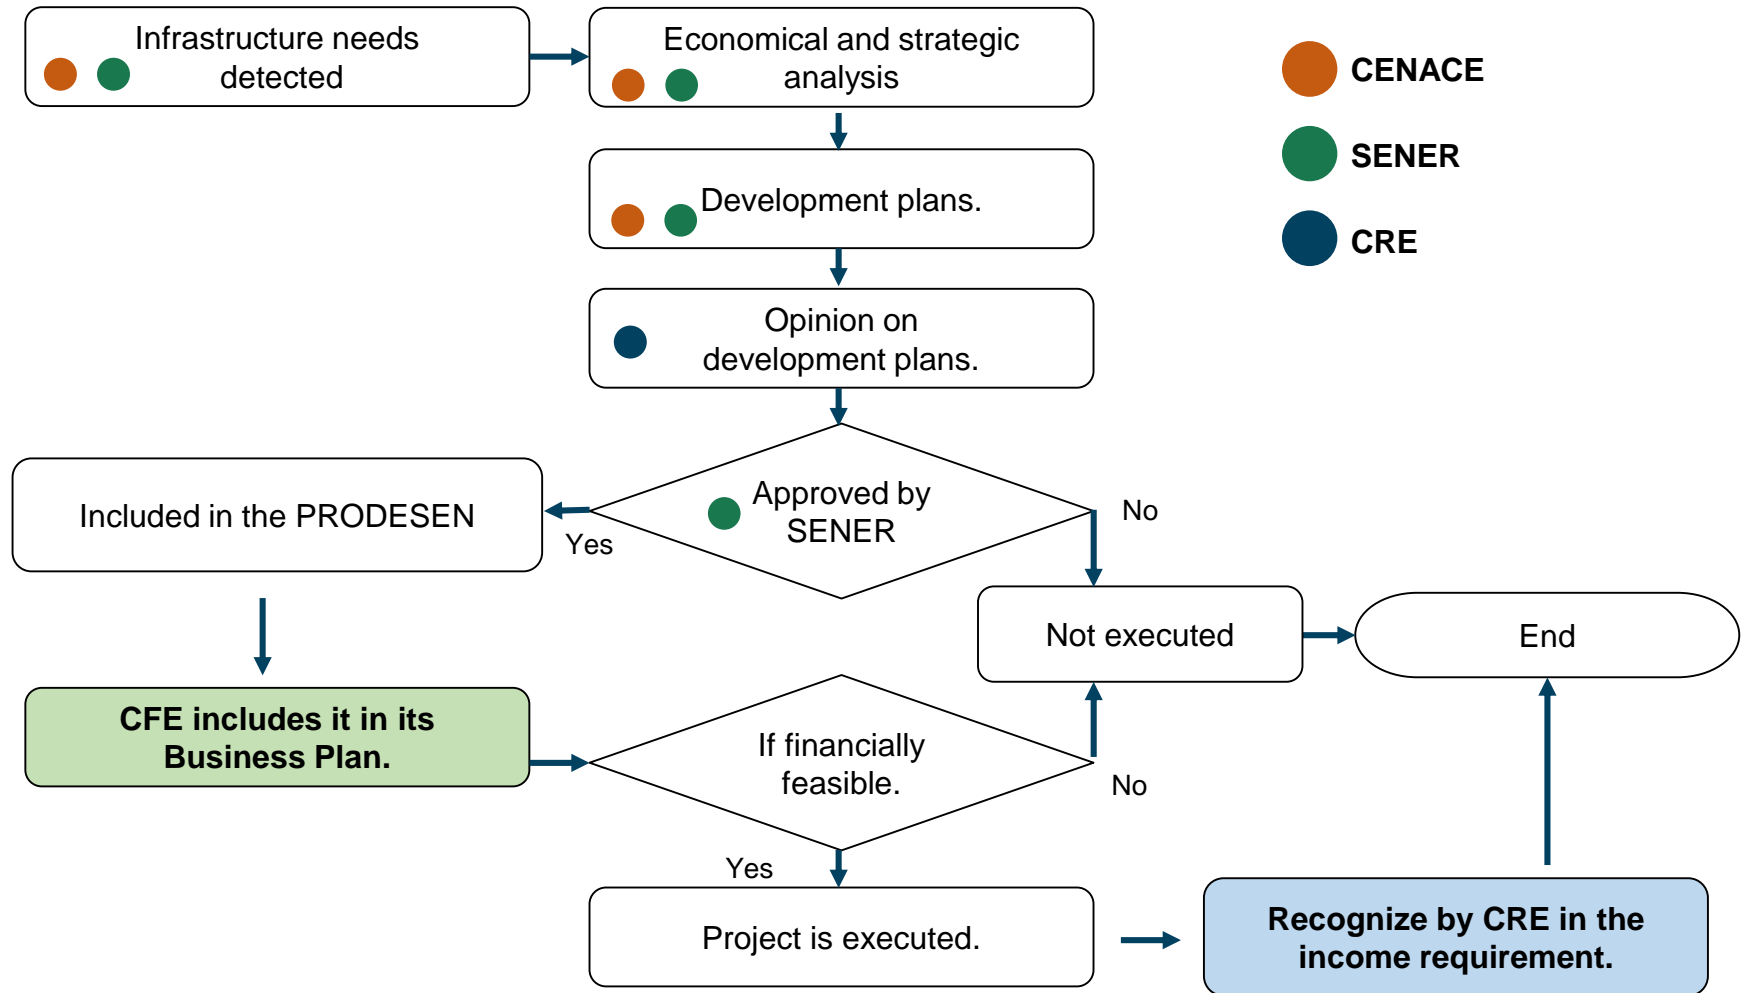 Infrastructure needs
detected
Economical and strategic
analysis
CENACE
SENER
CRE
Development plans.
Opinion on
development plans.
Approved by
SENER
Included in the PRODESEN
Yes
No
Not executed
End
CFE includes it in its
Business Plan.
If financially
feasible.
No
Yes
Project is executed.
Recognize by CRE in the
income requirement.